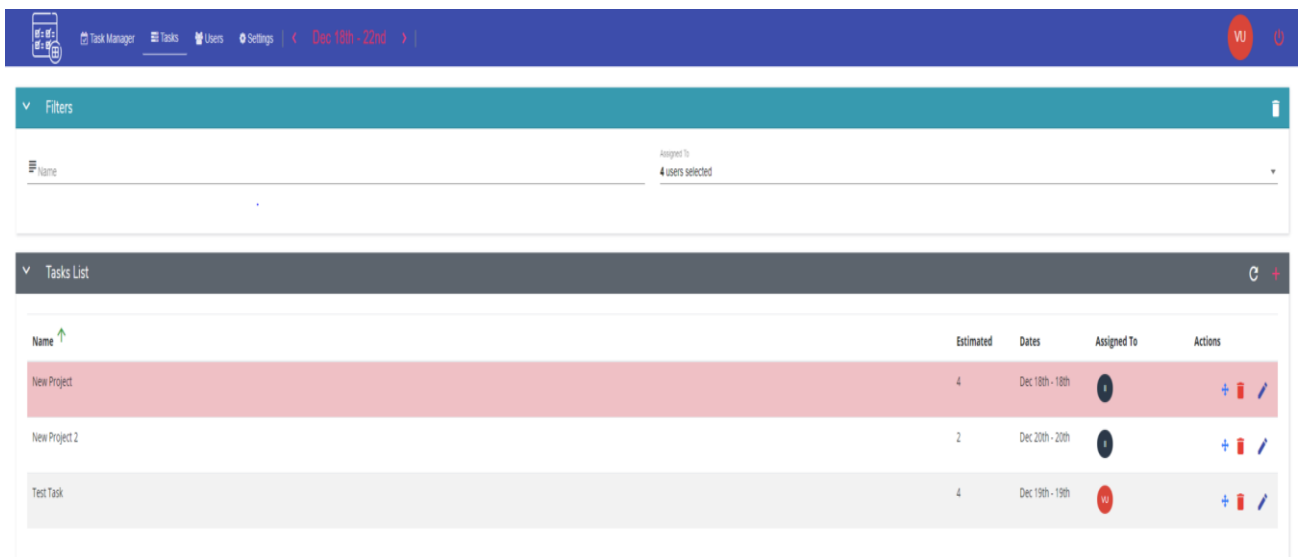 Task Manager Tasks Users Settings | Dec 18th - 22nd | VU
Filters
Assigned To
Name 4 users selected
Tasks List
Name Estimated Dates Assigned To Actions
New Project 4 Dec 18th - 18th
New Project 2 2 Dec 20th - 20th
Test Task 4 Dec 19th - 19th VU